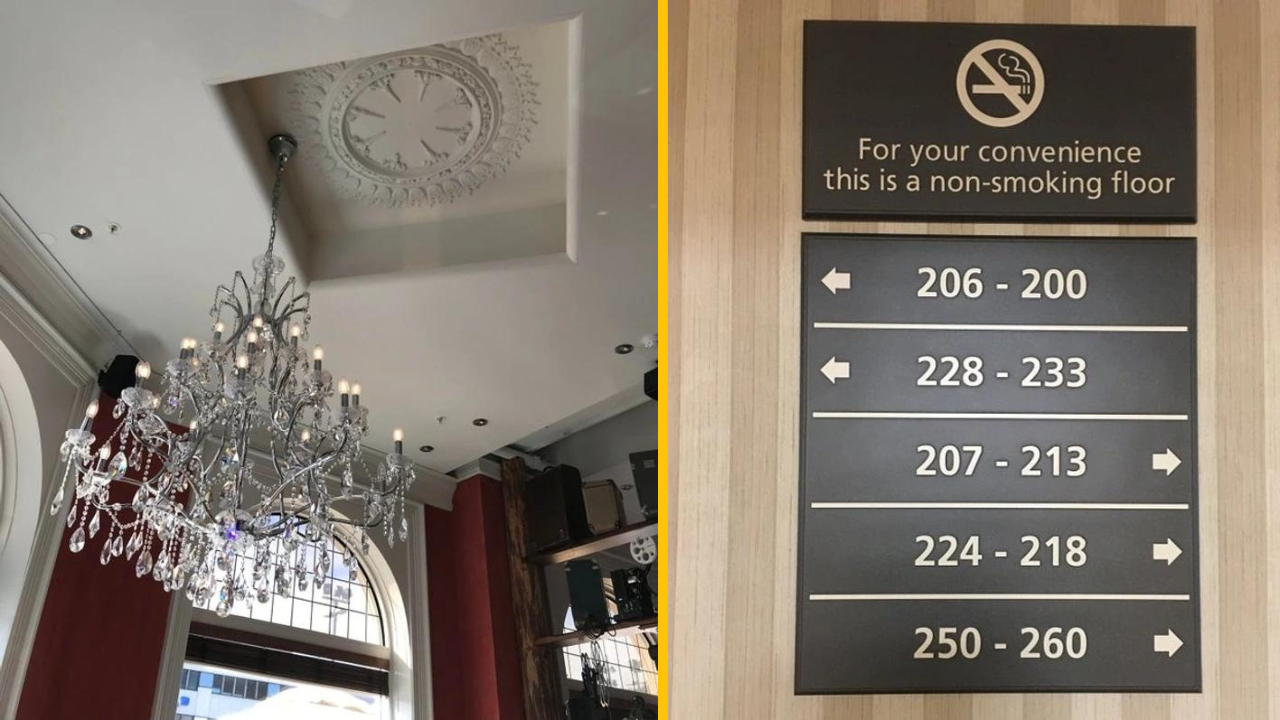 For your convenience
this is a non-smoking floor
206 - 200
228 - 233
207 - 213
224 - 218
250 - 260